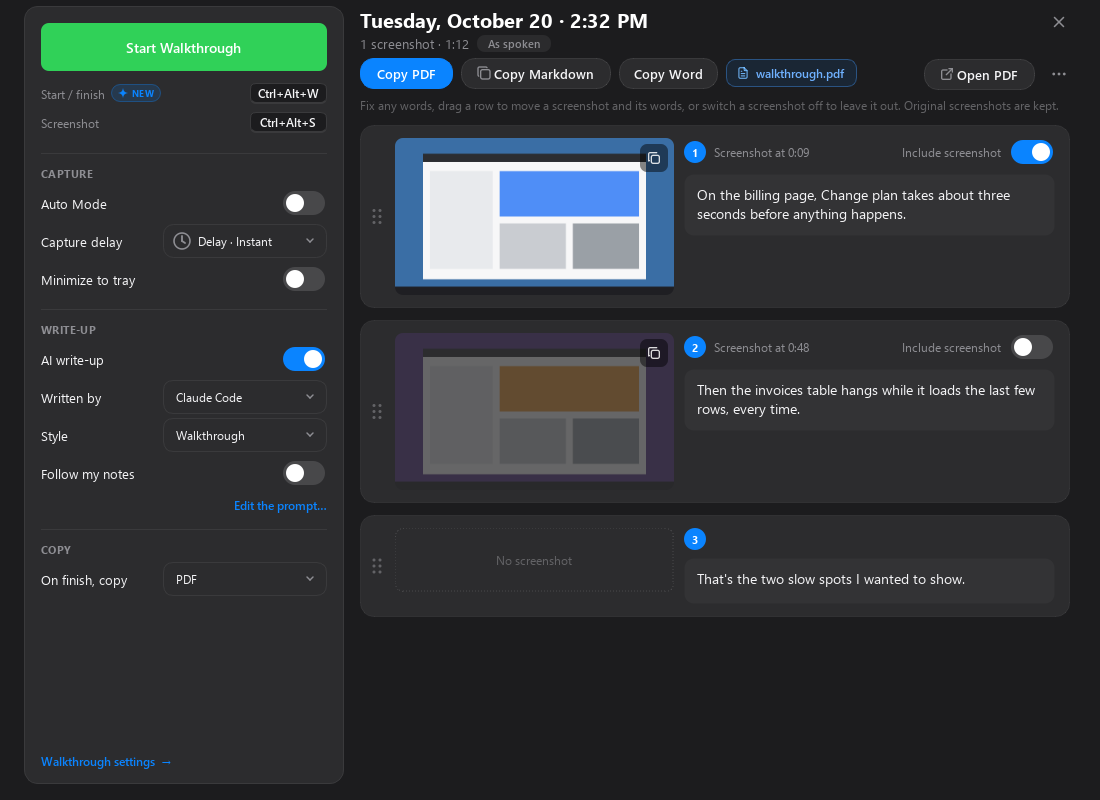 Start Walkthrough
Start / finish
NEW
Ctrl+Alt+W
Screenshot
Ctrl+Alt+S
CAPTURE
Auto Mode
Capture delay
Delay · Instant
Minimize to tray
WRITE-UP
AI write-up
Written by
Claude Code
Style
Walkthrough
Follow my notes
Edit the prompt...
COPY
On finish, copy
PDF
Walkthrough settings →
Tuesday, October 20 · 2:32 PM
1 screenshot · 1:12
As spoken
Copy PDF
Copy Markdown
Copy Word
walkthrough.pdf
Open PDF
Fix any words, drag a row to move a screenshot and its words, or switch a screenshot off to leave it out. Original screenshots are kept.
1
Screenshot at 0:09
Include screenshot
On the billing page, Change plan takes about three
seconds before anything happens.
2
Screenshot at 0:48
Include screenshot
Then the invoices table hangs while it loads the last few
rows, every time.
No screenshot
3
That's the two slow spots I wanted to show.